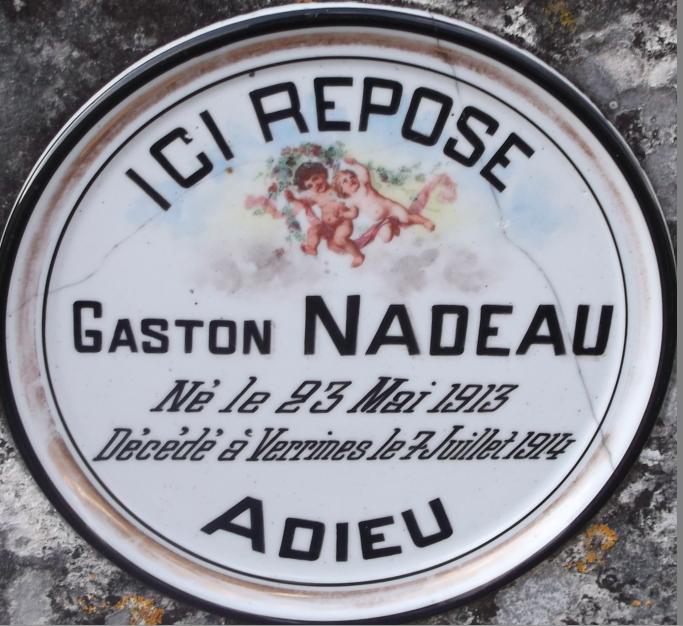 ICI REPOSE
GASTON NADEAU
Né le 23 Mai 1913
Décédé à Verrines le 7 Juillet 1914
ADIEU